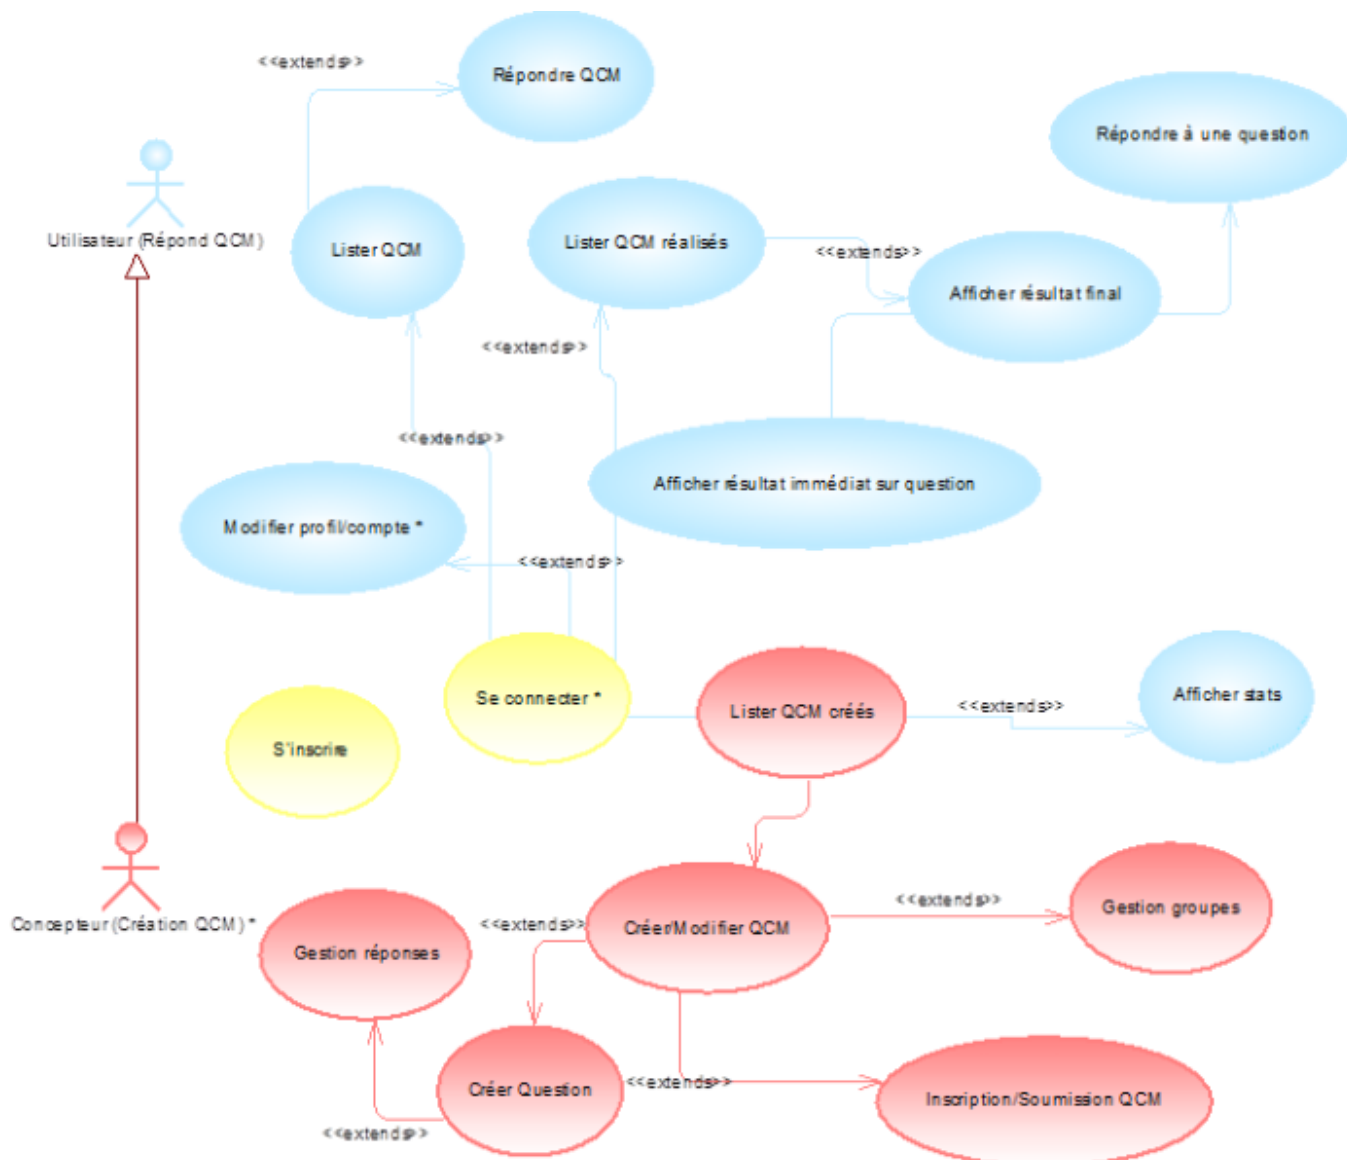 <<extends>>
Répondre QCM
Répondre à une question
Utilisateur (Répond QCM)
Lister QCM
Lister QCM réalisés
<<extends>>
Afficher résultat final
<<extends>>
<<extends>>
Afficher résultat immédiat sur question
Modifier profil/compte *
<<extends>>
Se connecter *
Lister QCM créés
<<extends>>
Afficher stats
S'inscrire
Concepteur (Création QCM) *
<<extends>>
Créer/Modifier QCM
<<extends>>
Gestion groupes
Gestion réponses
Créer Question
<<extends>>
Inscription/Soumission QCM
<<extends>>